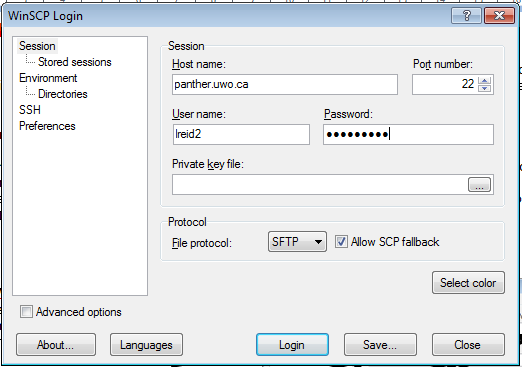 WinSCP Login
Session
Stored sessions
Environment
Directories
SSH
Preferences
Session
Host name:
Port number:
panther.uwo.ca
22
User name:
Password:
lreid2
●●●●●●●●●
Private key file:
...
Protocol
File protocol:
SFTP
Allow SCP fallback
Select color
Advanced options
About...
Languages
Login
Save...
Close